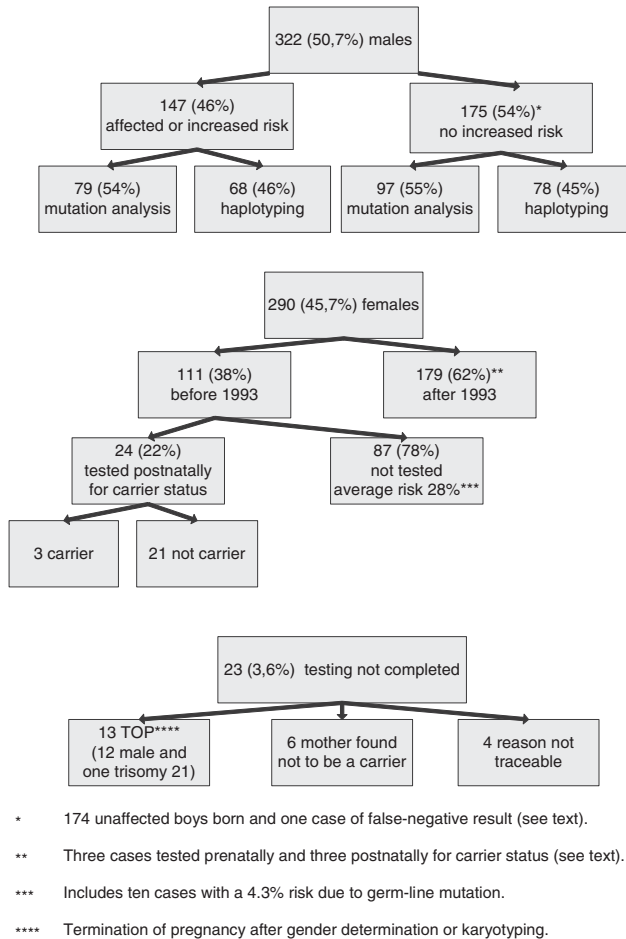 322 (50,7%) males
147 (46%)
affected or increased risk
175 (54%)*
no increased risk
79 (54%)
mutation analysis
68 (46%)
haplotyping
97 (55%)
mutation analysis
78 (45%)
haplotyping
290 (45,7%) females
111 (38%)
before 1993
179 (62%)**
after 1993
24 (22%)
tested postnatally
for carrier status
87 (78%)
not tested
average risk 28%***
3 carrier
21 not carrier
23 (3,6%) testing not completed
13 TOP****
(12 male and
one trisomy 21)
6 mother found
not to be a carrier
4 reason not
traceable
* 174 unaffected boys born and one case of false-negative result (see text).
** Three cases tested prenatally and three postnatally for carrier status (see text).
*** Includes ten cases with a 4.3% risk due to germ-line mutation.
**** Termination of pregnancy after gender determination or karyotyping.